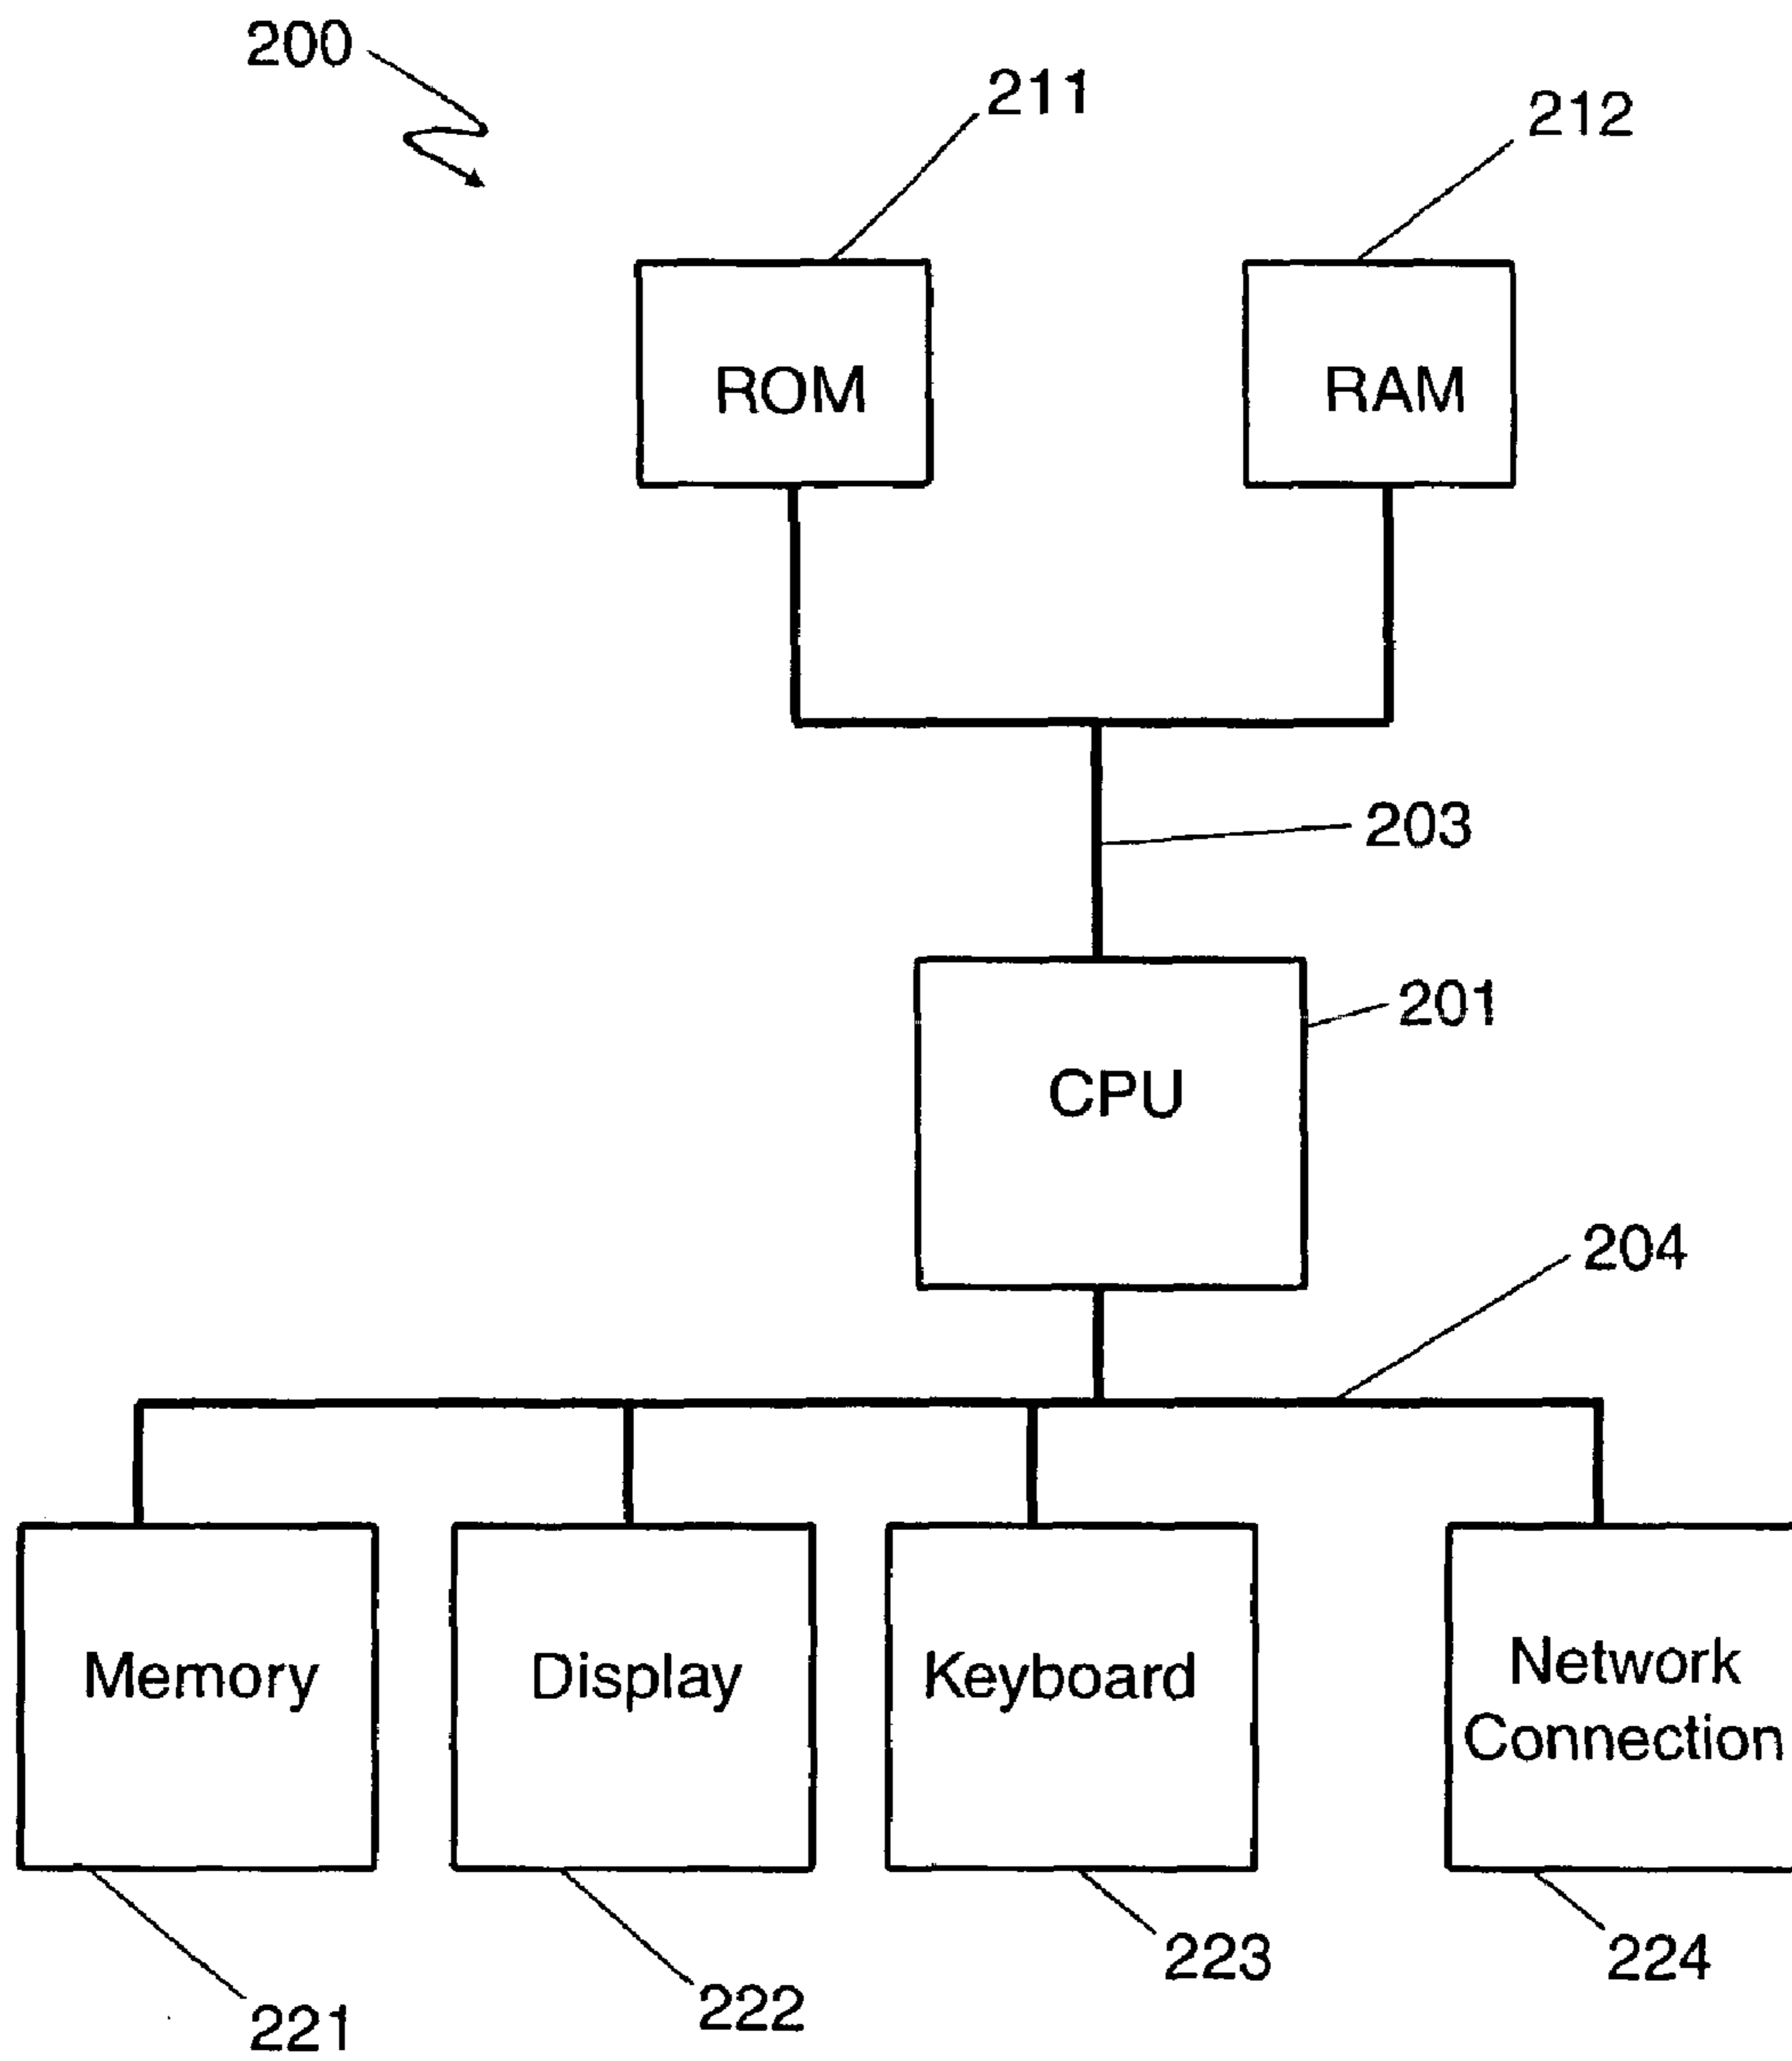 200
211
212
ROM
RAM
203
201
CPU
204
Memory
Display
Keyboard
Network
Connection
221
222
223
224